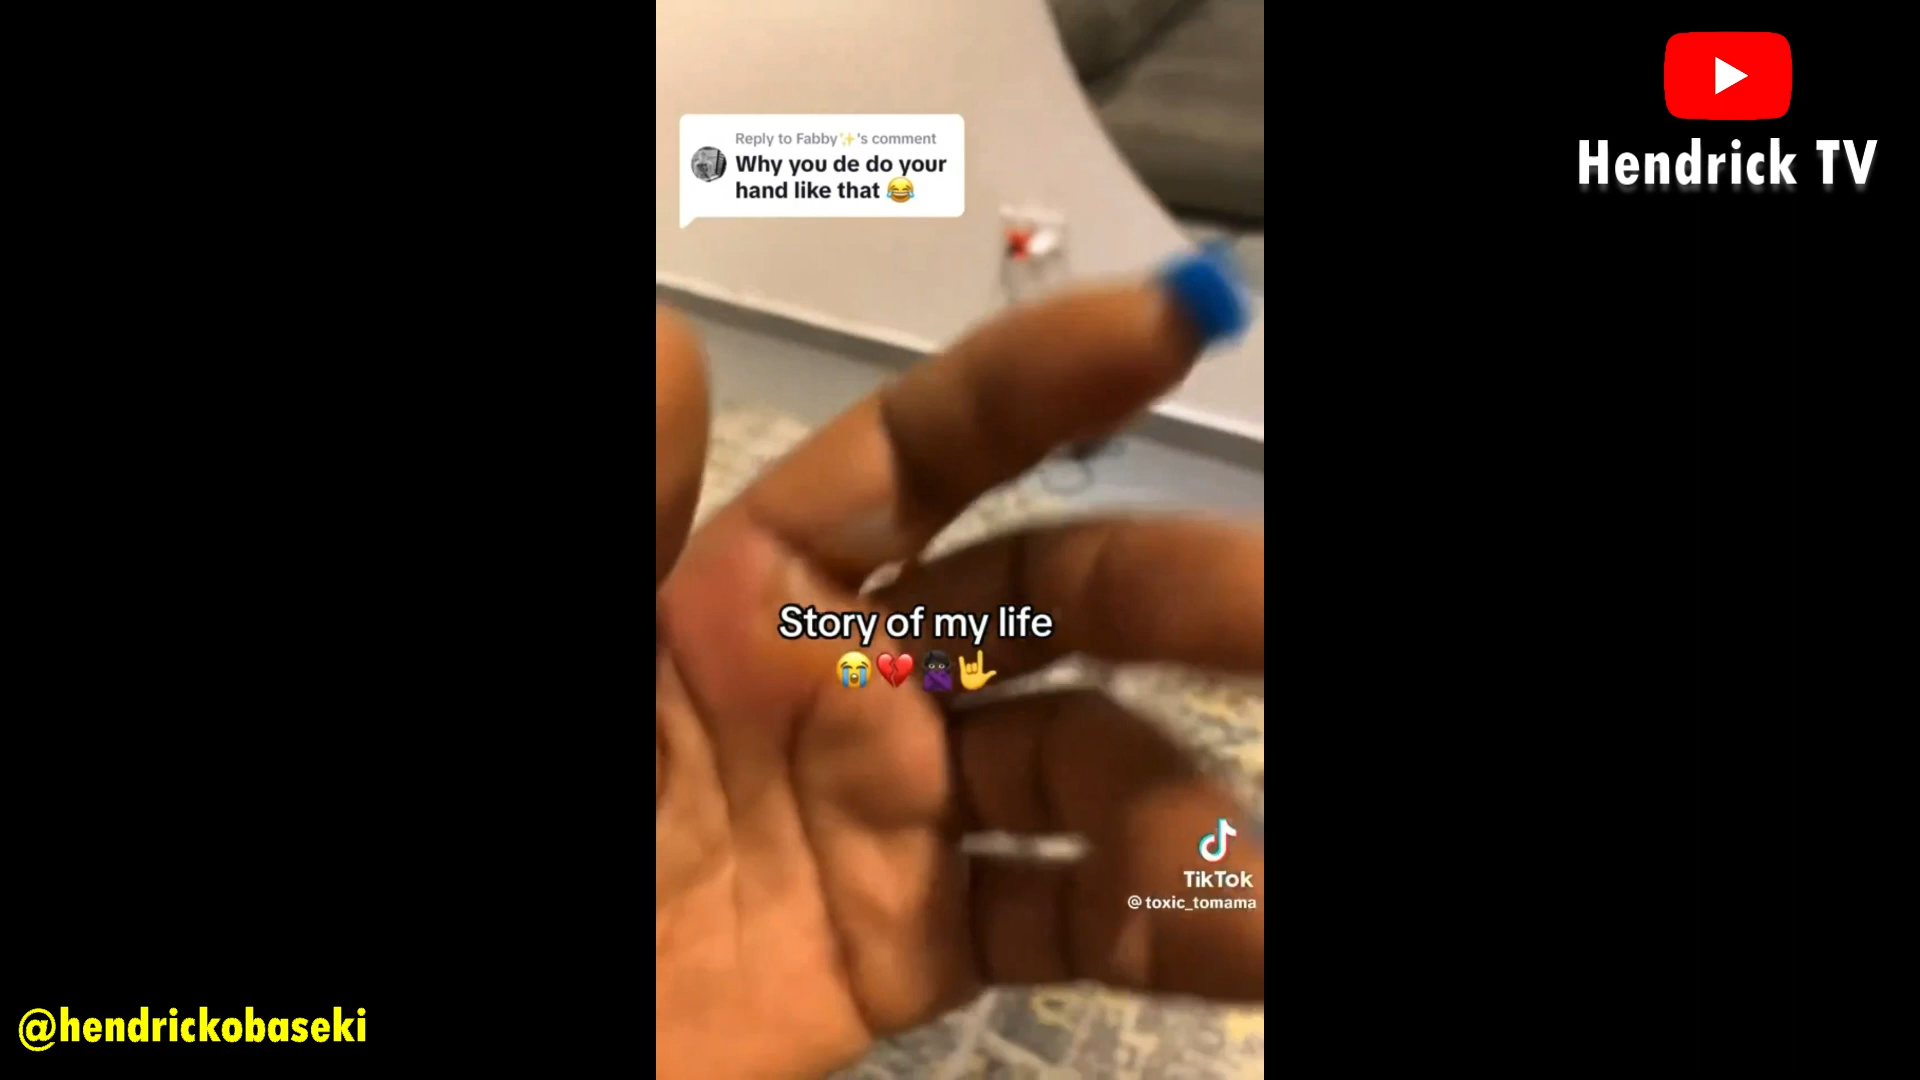 Hendrick TV
Reply to Fabby✨'s comment
Why you de do your
hand like that 😂
Story of my life
😭💔🙊🤟
TikTok
@toxic_tomama
@hendrickobaseki